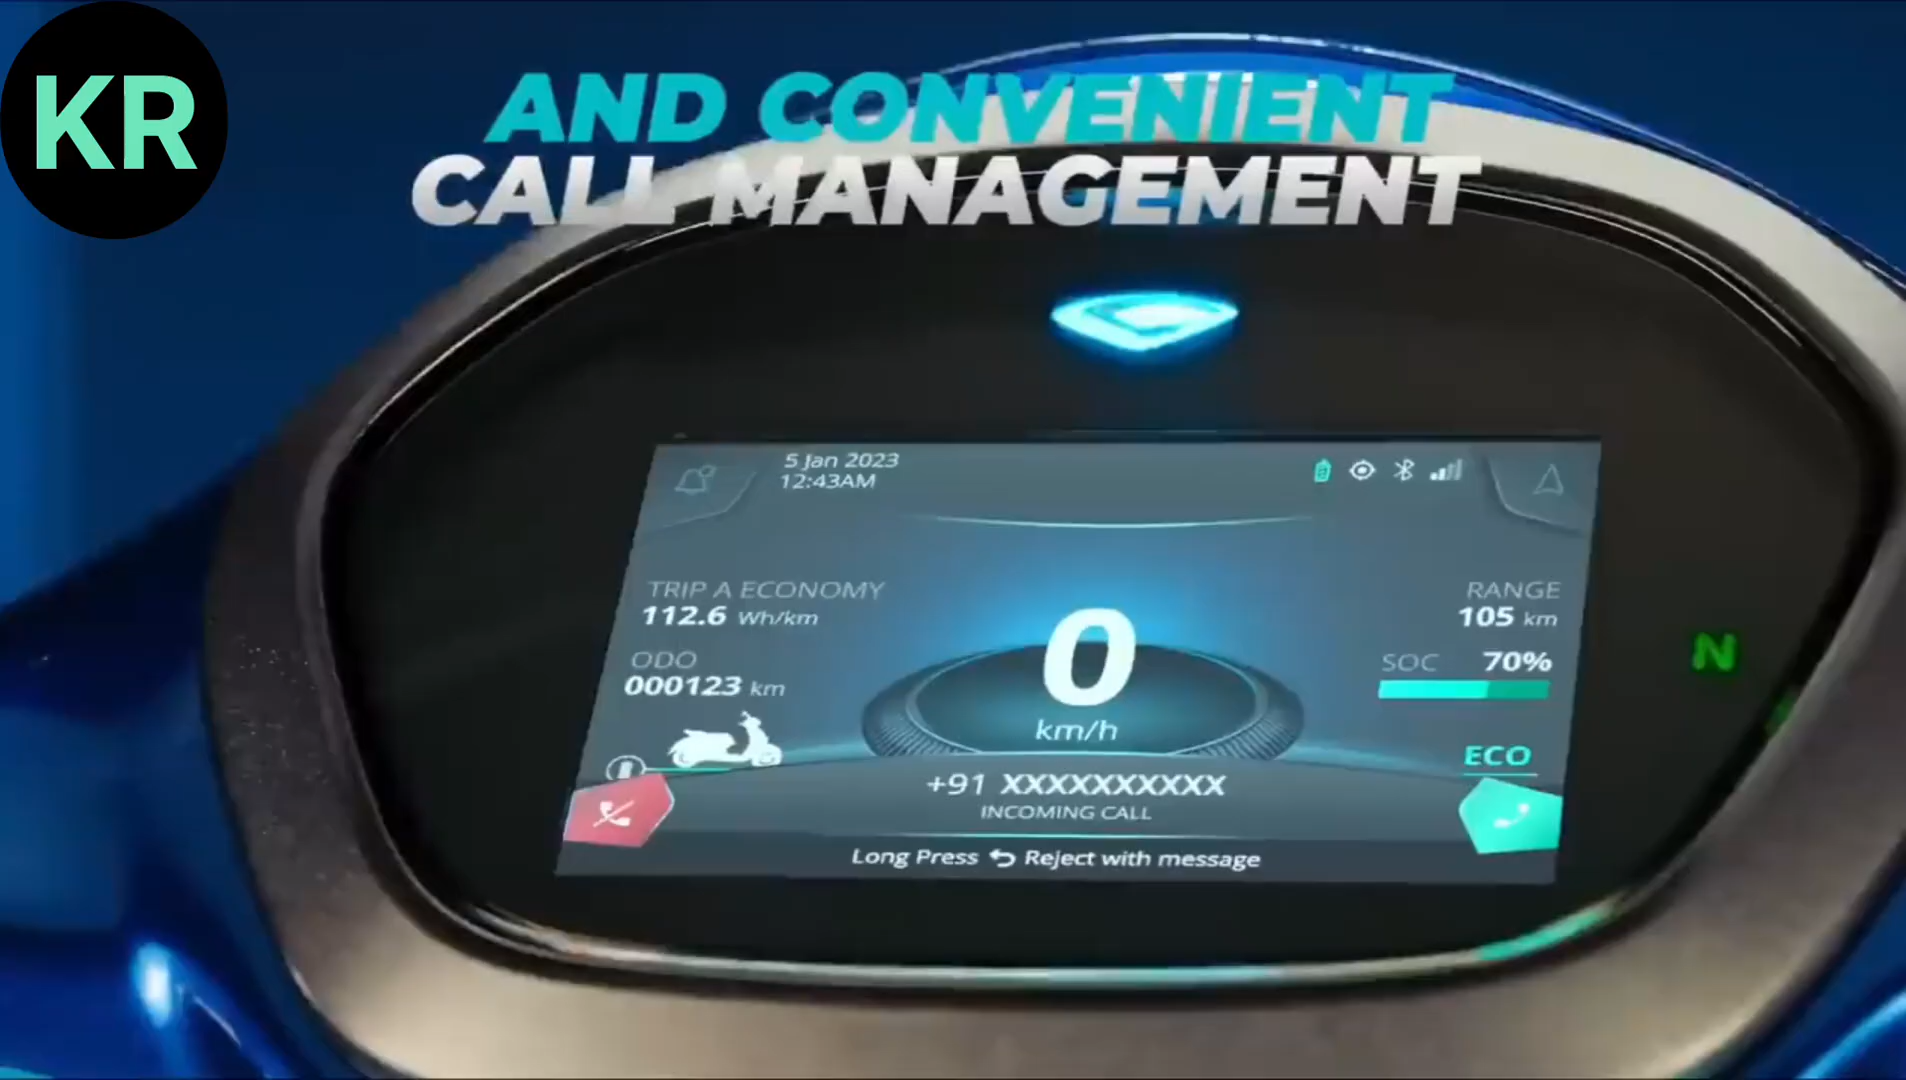 KR
AND CONVENIENT
CALL MANAGEMENT
5 Jan 2023
12:43AM
TRIP A ECONOMY
112.6 Wh/km
ODO
000123 km
0
km/h
RANGE
105 km
SOC 70%
N
ECO
+91 XXXXXXXXXX
INCOMING CALL
Long Press Reject with message